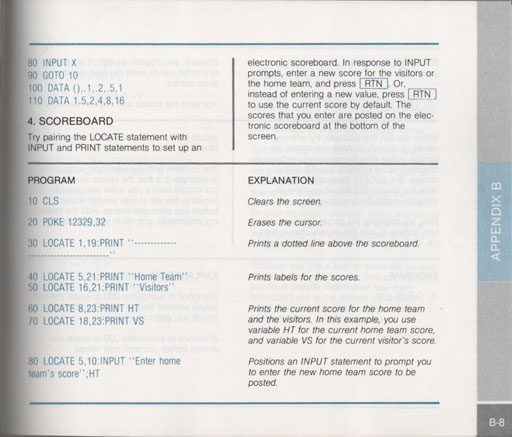 80 INPUT X
90 GOTO 10
100 DATA ()..1,.2,.5,1
110 DATA 1.5,2,4,8,16
4. SCOREBOARD
Try pairing the LOCATE statement with
INPUT and PRINT statements to set up an
electronic scoreboard. In response to INPUT
prompts, enter a new score for the visitors or
the home team, and press RTN . Or,
instead of entering a new value, press RTN
to use the current score by default. The
scores that you enter are posted on the elec-
tronic scoreboard at the bottom of the
screen.
PROGRAM
EXPLANATION
10 CLS
Clears the screen.
20 POKE 12329,32
Erases the cursor.
30 LOCATE 1,19:PRINT ''-------------
-------------------------''
Prints a dotted line above the scoreboard.
40 LOCATE 5,21:PRINT ''Home Team''
50 LOCATE 16,21:PRINT ''Visitors''
Prints labels for the scores.
60 LOCATE 8,23:PRINT HT
70 LOCATE 18,23:PRINT VS
Prints the current score for the home team
and the visitors. In this example, you use
variable HT for the current home team score,
and variable VS for the current visitor's score.
80 LOCATE 5,10:INPUT ''Enter home
team's score'';HT
Positions an INPUT statement to prompt you
to enter the new home team score to be
posted.
APPENDIX B
B-8